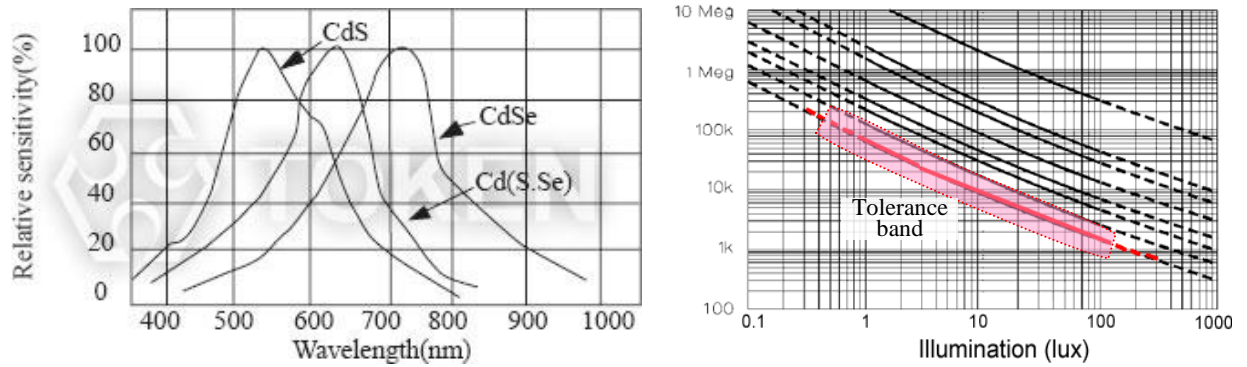 Relative sensitivity(%)
100
80
60
40
20
0
CdS
CdSe
Cd(S.Se)
TOKEN
400 500 600 700 800 900 1000
Wavelength(nm)
10 Meg
1 Meg
100k
10k
1k
100
Tolerance
band
0.1 1 10 100 1000
Illumination (lux)